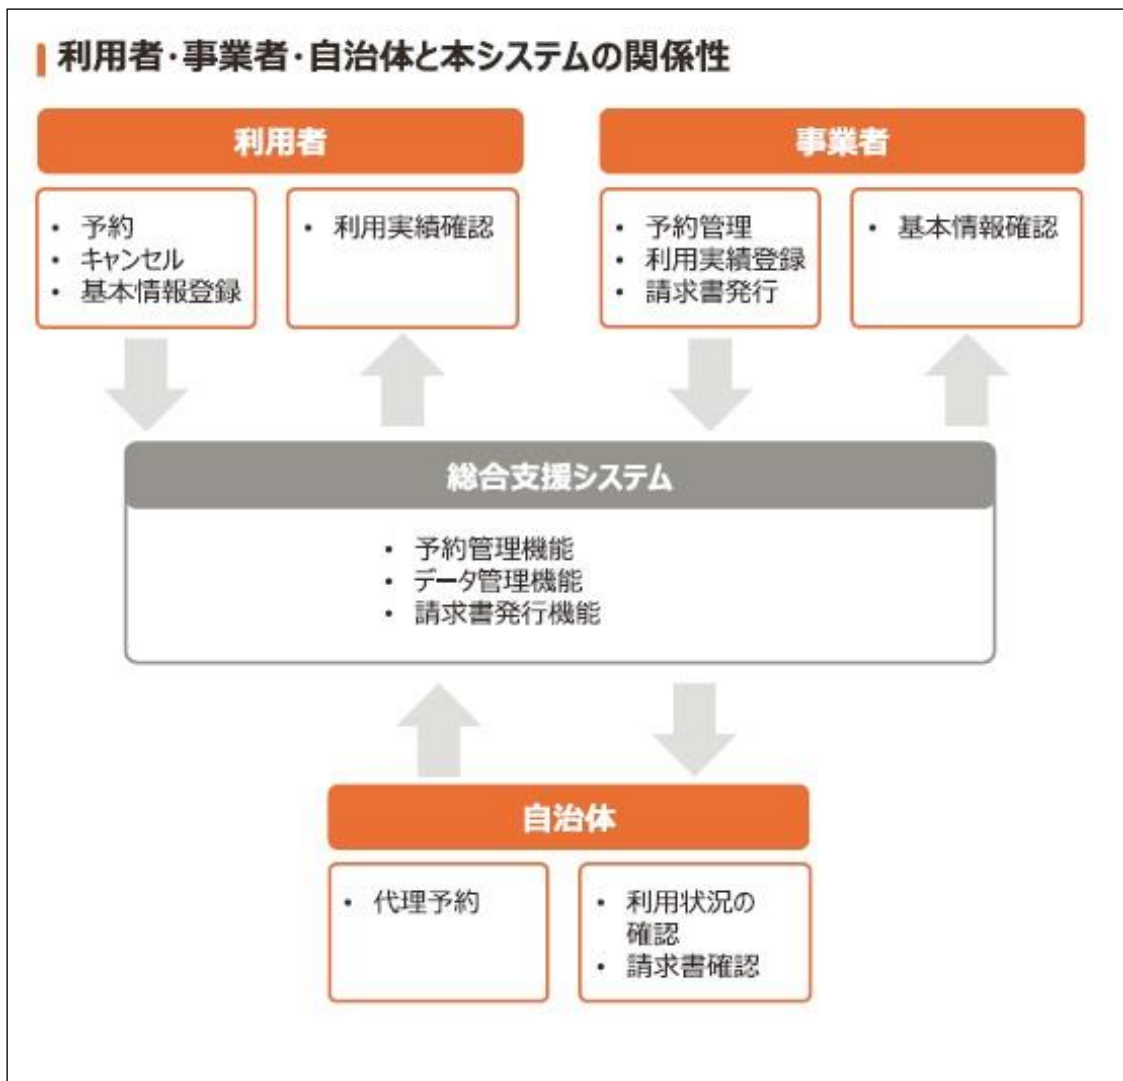 利用者・事業者・自治体と本システムの関係性
利用者
• 予約
• キャンセル
• 基本情報登録
• 利用実績確認
事業者
• 予約管理
• 利用実績登録
• 請求書発行
• 基本情報確認
総合支援システム
• 予約管理機能
• データ管理機能
• 請求書発行機能
自治体
• 代理予約
• 利用状況の
確認
• 請求書確認